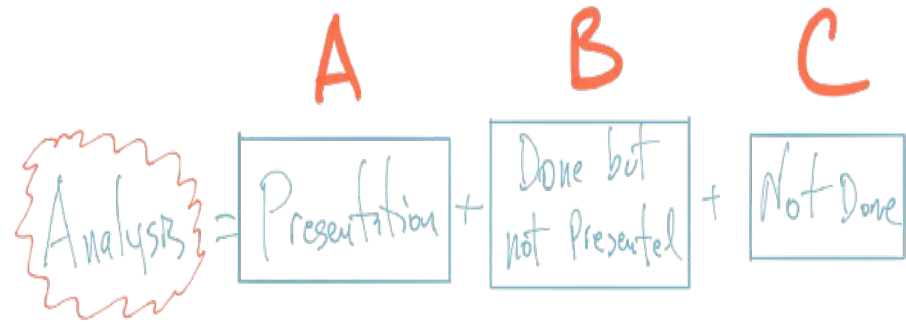 A B C
Analysis = Presentation + Done but + Not Done
not Presented